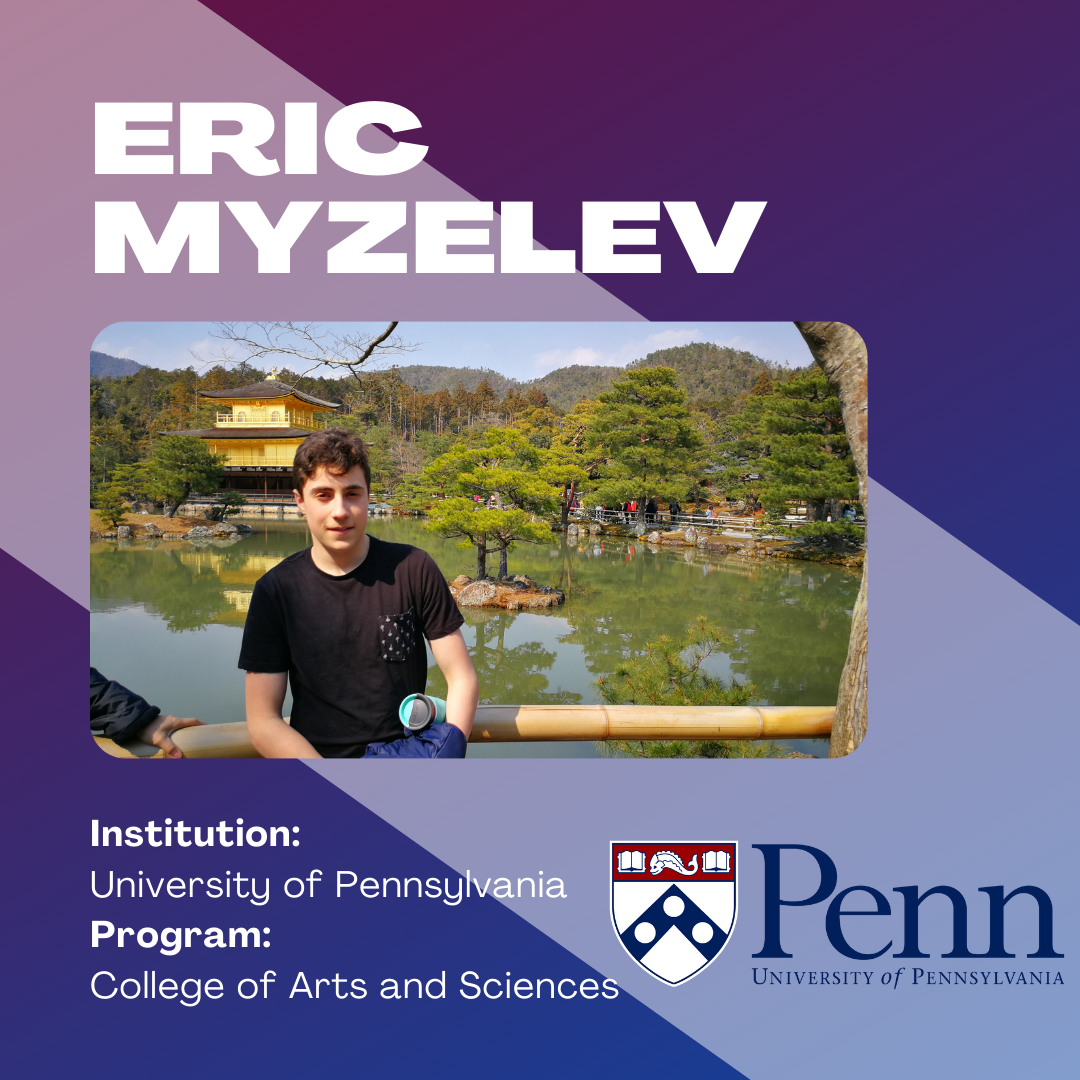 ERIC
MYZELEV
Institution:
University of Pennsylvania
Program:
College of Arts and Sciences
Penn
UNIVERSITY of PENNSYLVANIA